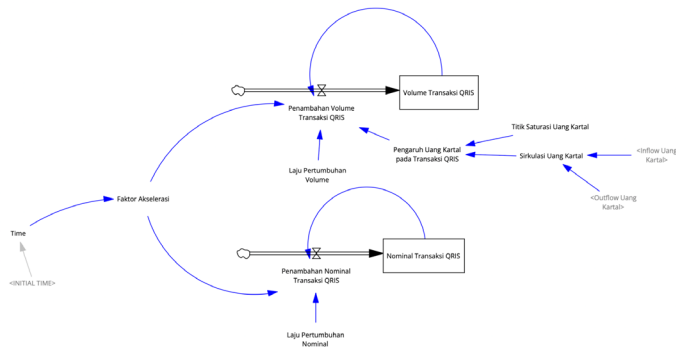 Volume Transaksi QRIS
Penambahan Volume
Transaksi QRIS
Titik Saturasi Uang Kartal
Pengaruh Uang Kartal
pada Transaksi QRIS
Sirkulasi Uang Kartal
<Inflow Uang
Kartal>
Laju Pertumbuhan
Volume
Faktor Akselerasi
<Outflow Uang
Kartal>
Time
Nominal Transaksi QRIS
Penambahan Nominal
Transaksi QRIS
<INITIAL TIME>
Laju Pertumbuhan
Nominal